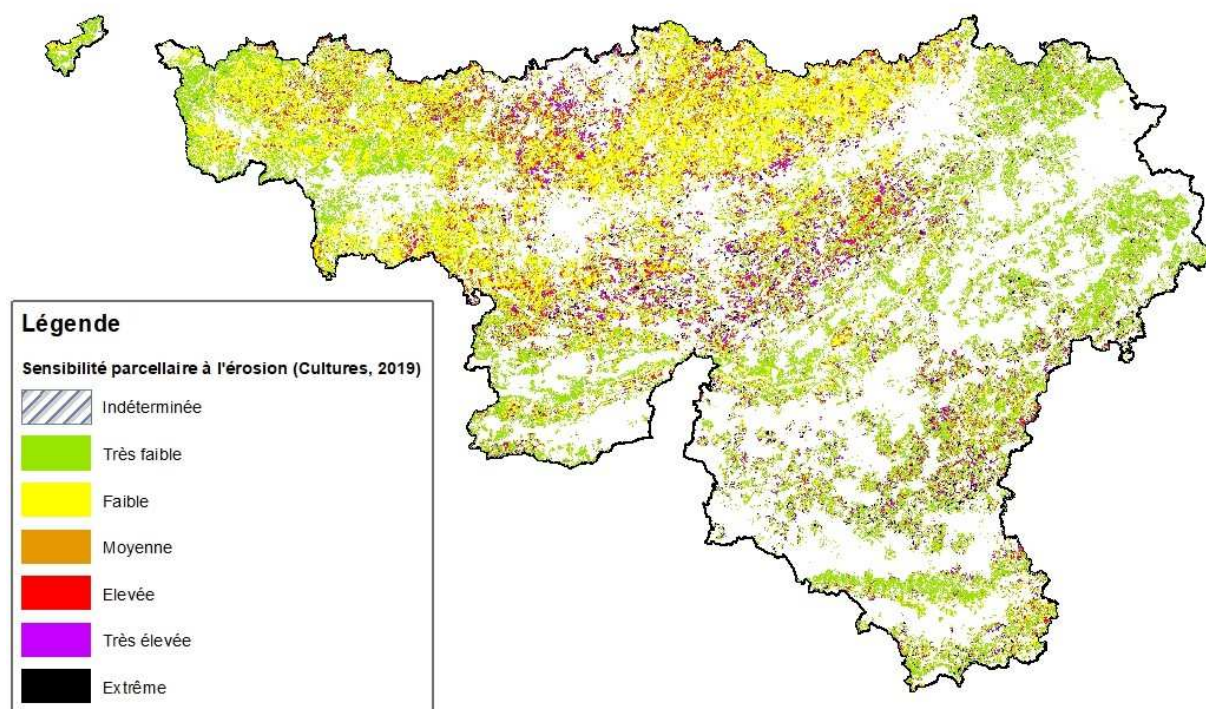 Légende
Sensibilité parcellaire à l'érosion (Cultures, 2019)
Indéterminée
Très faible
Faible
Moyenne
Elevée
Très élevée
Extrême